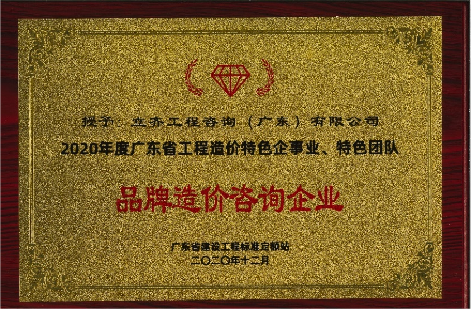 授予 立亦工程咨询（广东）有限公司
2020年度广东省工程造价特色企事业、特色团队
品牌造价咨询企业
广东省建设工程标准定额站
二〇二〇年十二月